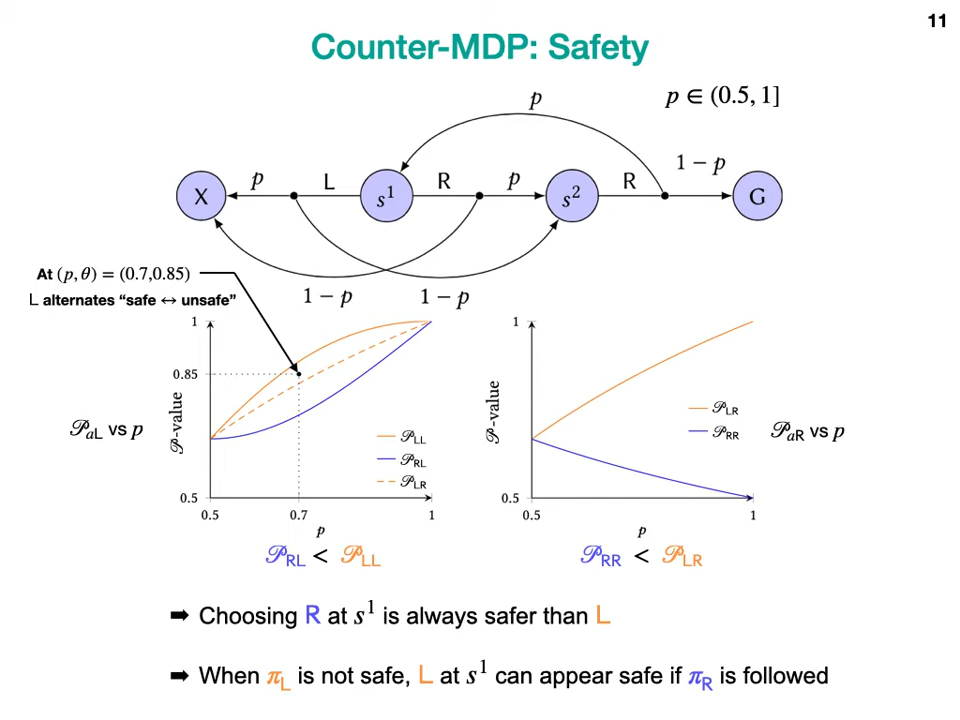 11
Counter-MDP: Safety
p p ∈ (0.5, 1]
X p L s¹ R p s² R 1 − p G
At (p, θ) = (0.7,0.85)
L alternates “safe ↔ unsafe”
1 − p 1 − p
1 1
0.85
𝒫-value 𝒫-value
𝒫aL vs p
𝒫LL
𝒫RL
𝒫LR
𝒫LR
𝒫RR
𝒫aR vs p
0.5 0.5
0.5 0.7 1 0.5 1
p p
𝒫RL < 𝒫LL 𝒫RR < 𝒫LR
➡ Choosing R at s¹ is always safer than L
➡ When πL is not safe, L at s¹ can appear safe if πR is followed